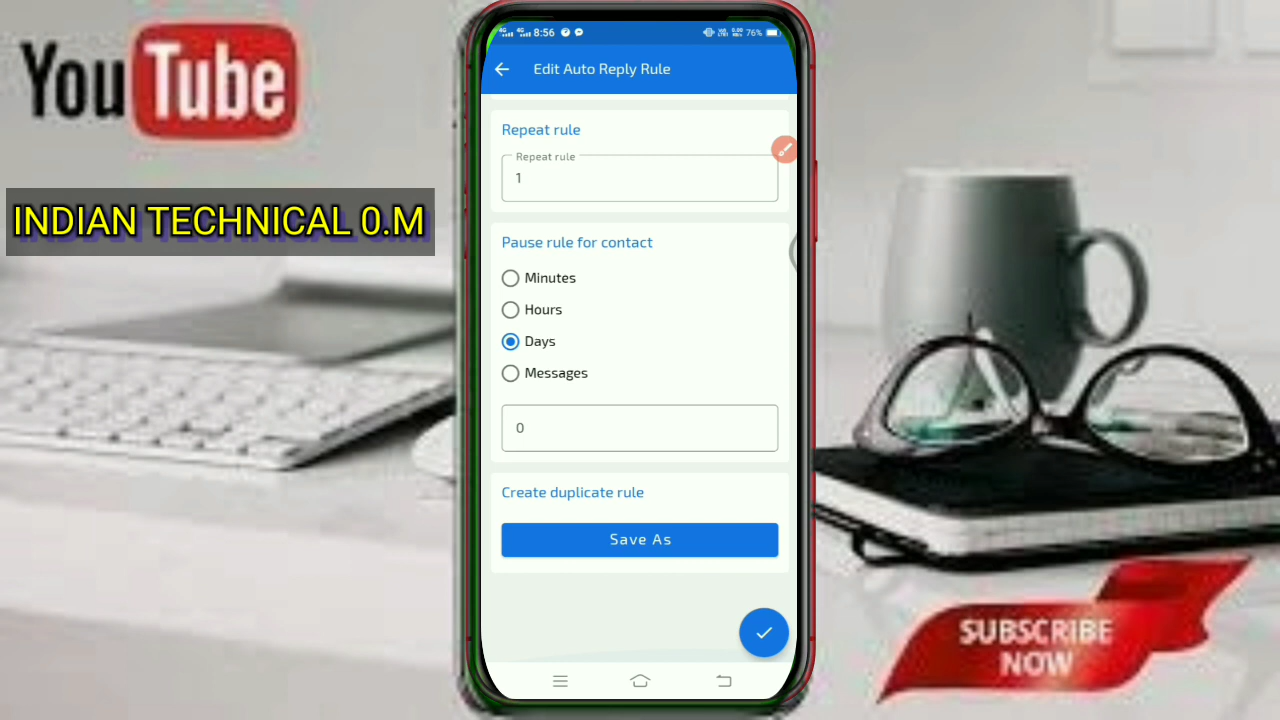 YouTube
INDIAN TECHNICAL 0.M
8:56
76%
Edit Auto Reply Rule
Repeat rule
Repeat rule
1
Pause rule for contact
Minutes
Hours
Days
Messages
0
Create duplicate rule
Save As
SUBSCRIBE
NOW